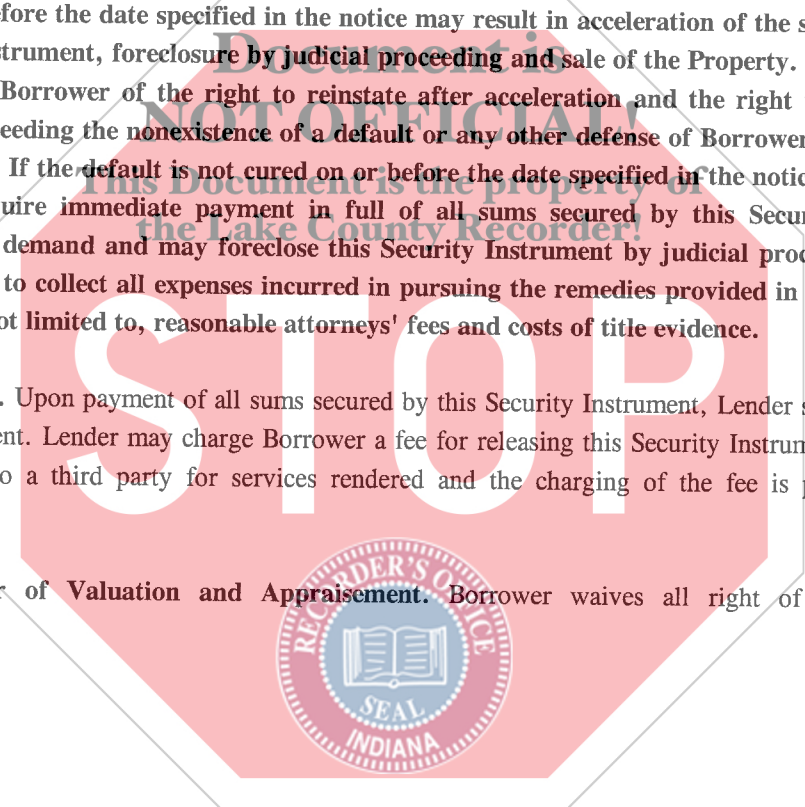 fore the date specified in the notice may result in acceleration of the s
strument, foreclosure by judicial proceeding and sale of the Property.
Document is
Borrower of the right to reinstate after acceleration and the right
NOT OFFICIAL!
eeding the nonexistence of a default or any other defense of Borrower
If the default is not cured on or before the date specified in the notic
This Document is the property of
uire immediate payment in full of all sums secured by this Secur
the Lake County Recorder!
demand and may foreclose this Security Instrument by judicial proc
to collect all expenses incurred in pursuing the remedies provided in
ot limited to, reasonable attorneys' fees and costs of title evidence.
STOP
. Upon payment of all sums secured by this Security Instrument, Lender s
ent. Lender may charge Borrower a fee for releasing this Security Instrum
o a third party for services rendered and the charging of the fee is p
r of Valuation and Appraisement. Borrower waives all right of
RECORDER'S OFFICE
SEAL
INDIANA